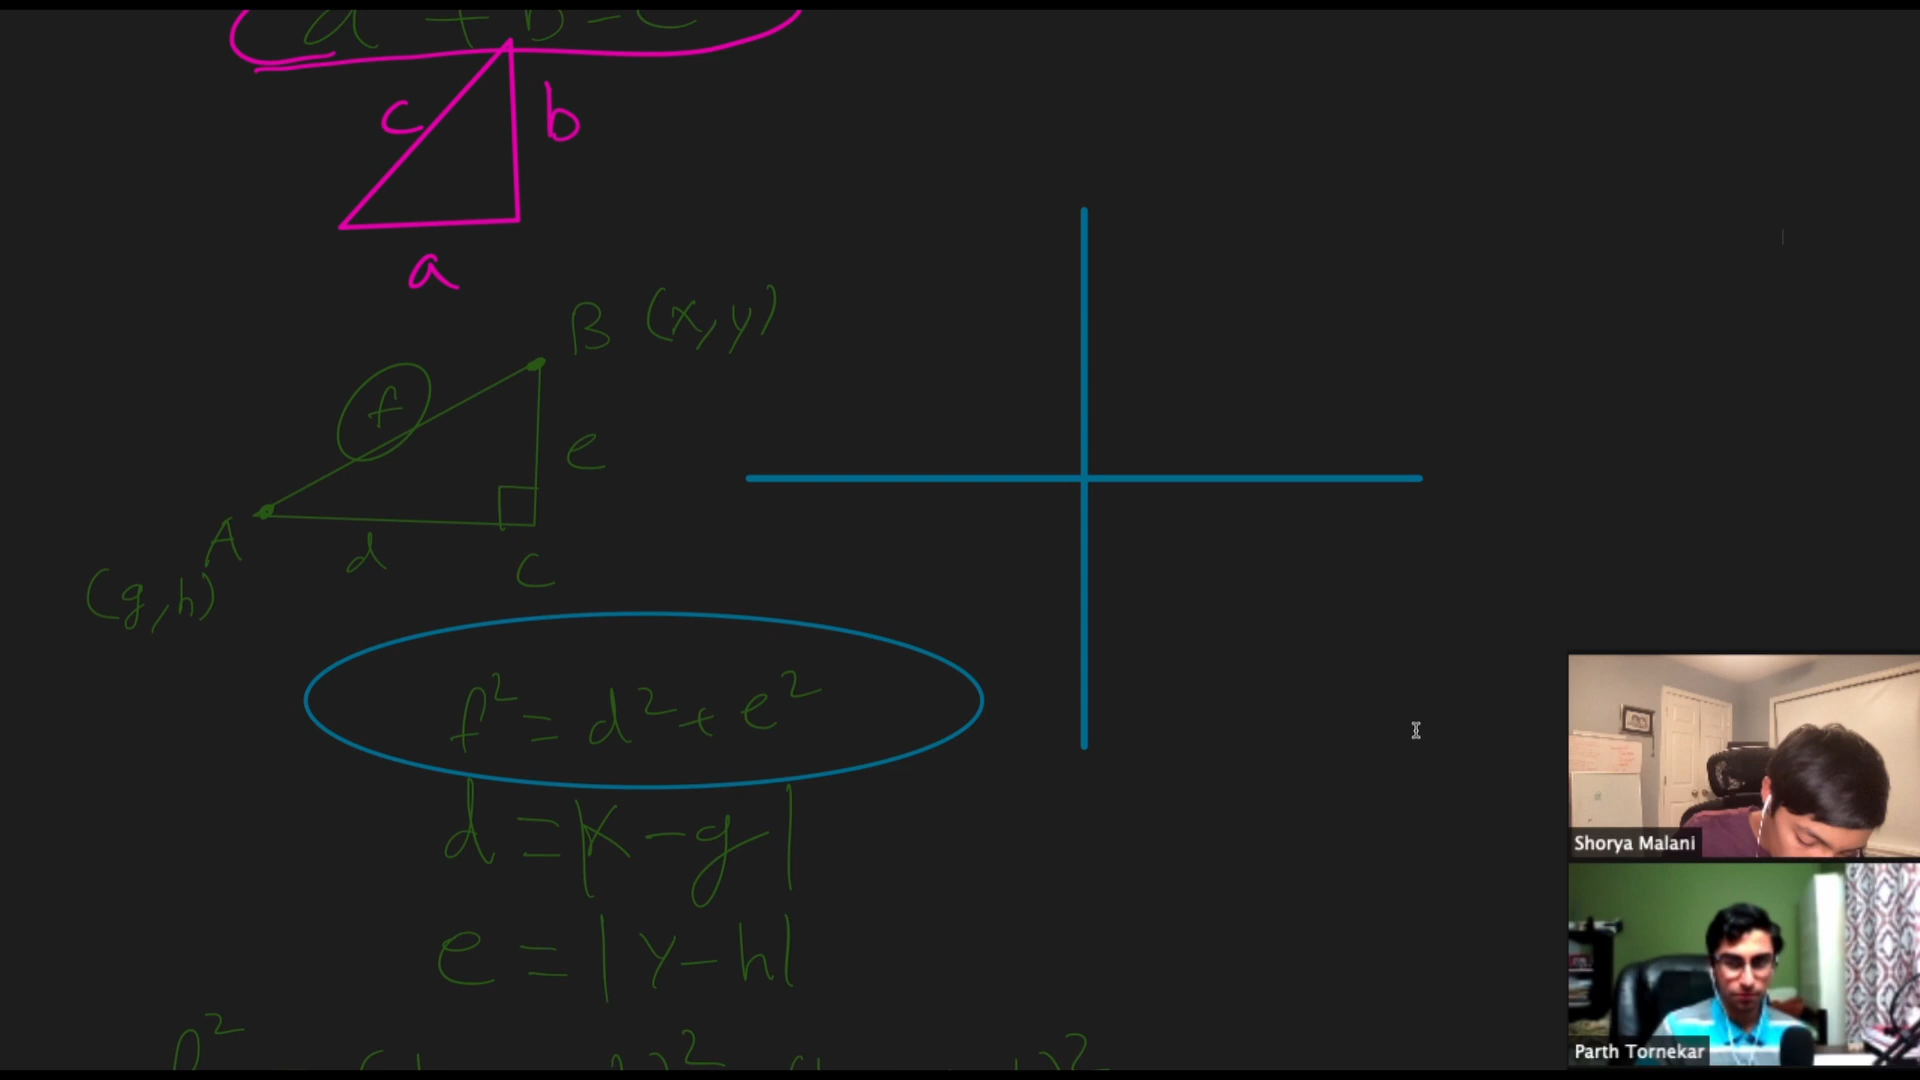 a + b = c
c
b
a
B (x, y)
f
e
A
d
C
(g, h)
f² = d² + e²
d = |x - g|
e = |y - h|
Shorya Malani
Parth Tornekar